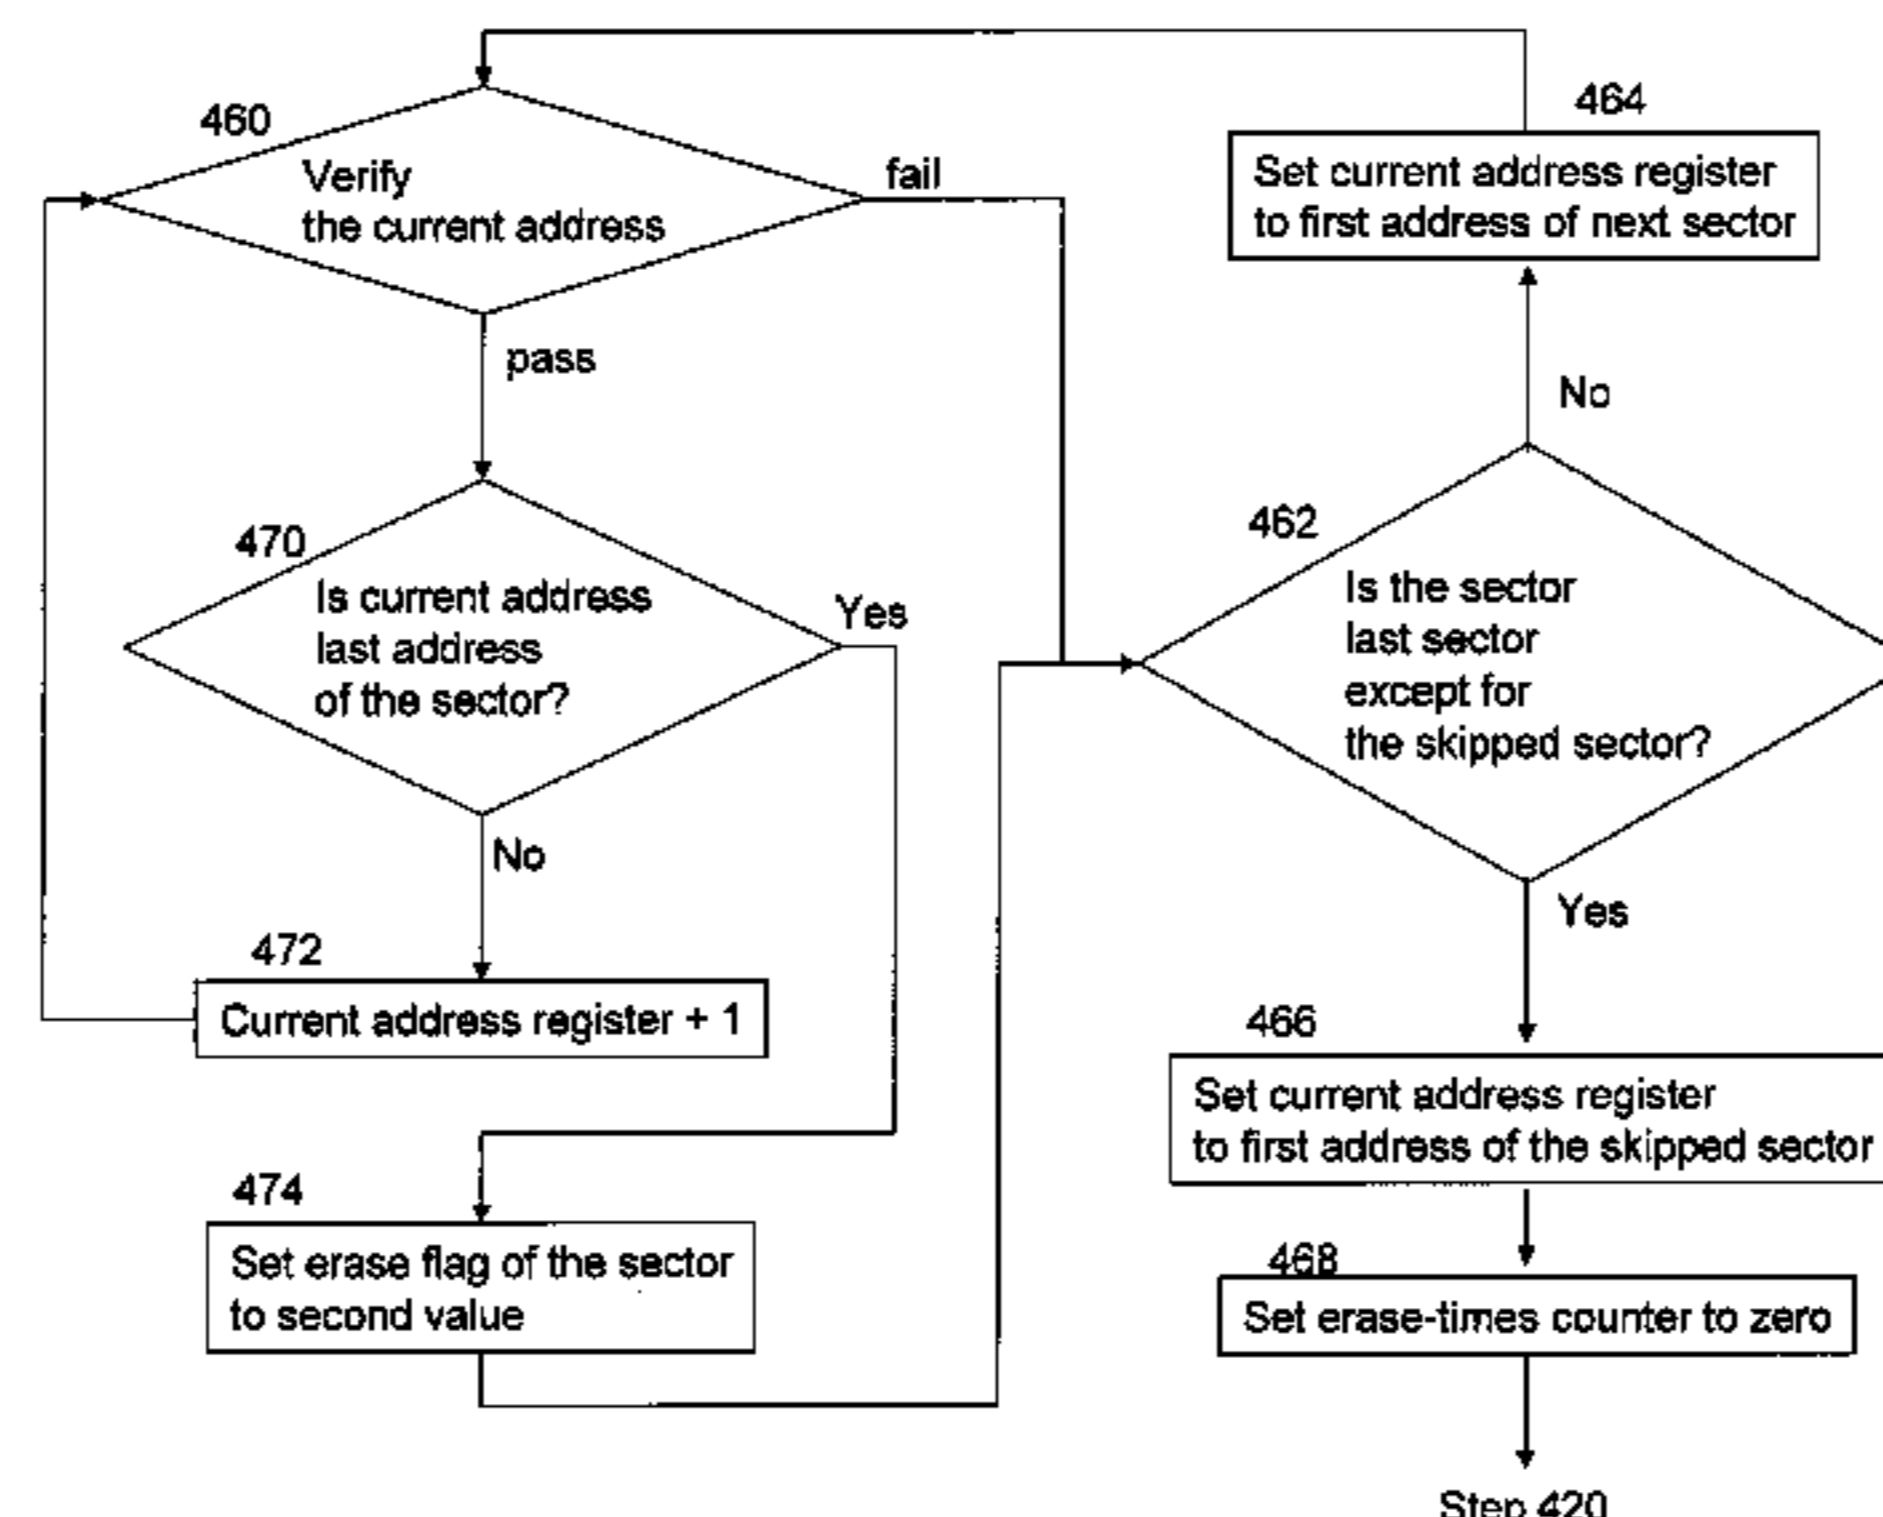 460
Verify
the current address
fail
pass
470
Is current address
last address
of the sector?
Yes
No
472
Current address register + 1
474
Set erase flag of the sector
to second value
464
Set current address register
to first address of next sector
No
462
Is the sector
last sector
except for
the skipped sector?
Yes
466
Set current address register
to first address of the skipped sector
468
Set erase-times counter to zero
Step 420